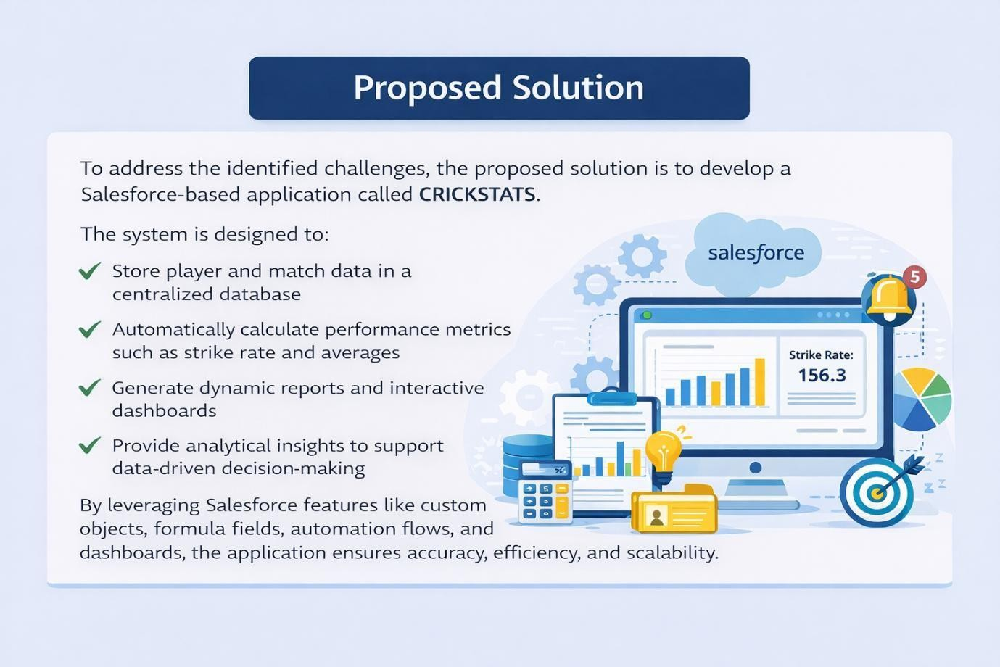 Proposed Solution
To address the identified challenges, the proposed solution is to develop a
Salesforce-based application called CRICKSTATS.
The system is designed to:
Store player and match data in a
centralized database
Automatically calculate performance metrics
such as strike rate and averages
Generate dynamic reports and interactive
dashboards
Provide analytical insights to support
data-driven decision-making
By leveraging Salesforce features like custom
objects, formula fields, automation flows, and
dashboards, the application ensures accuracy, efficiency, and scalability.
salesforce
5
Strike Rate:
156.3